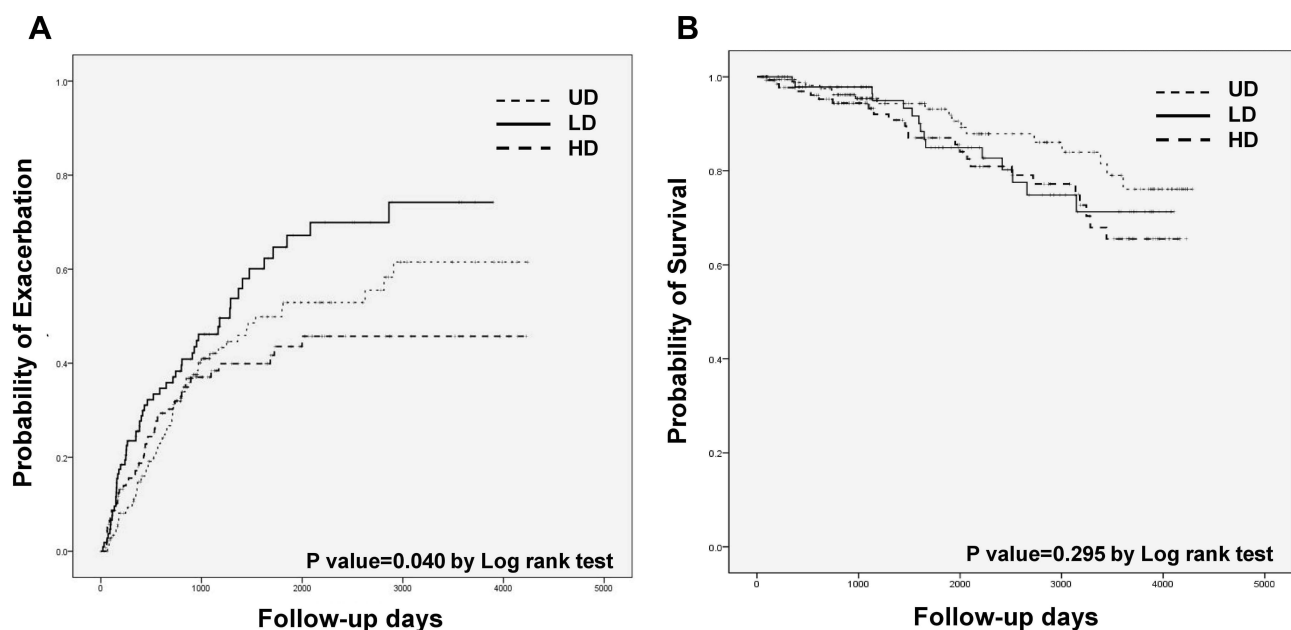 A
Probability of Exacerbation
1.0
0.8
0.6
0.4
0.2
0.0
UD
LD
HD
P value=0.040 by Log rank test
0 1000 2000 3000 4000 5000
Follow-up days
B
Probability of Survival
1.0
0.8
0.6
0.4
0.2
0.0
UD
LD
HD
P value=0.295 by Log rank test
0 1000 2000 3000 4000 5000
Follow-up days